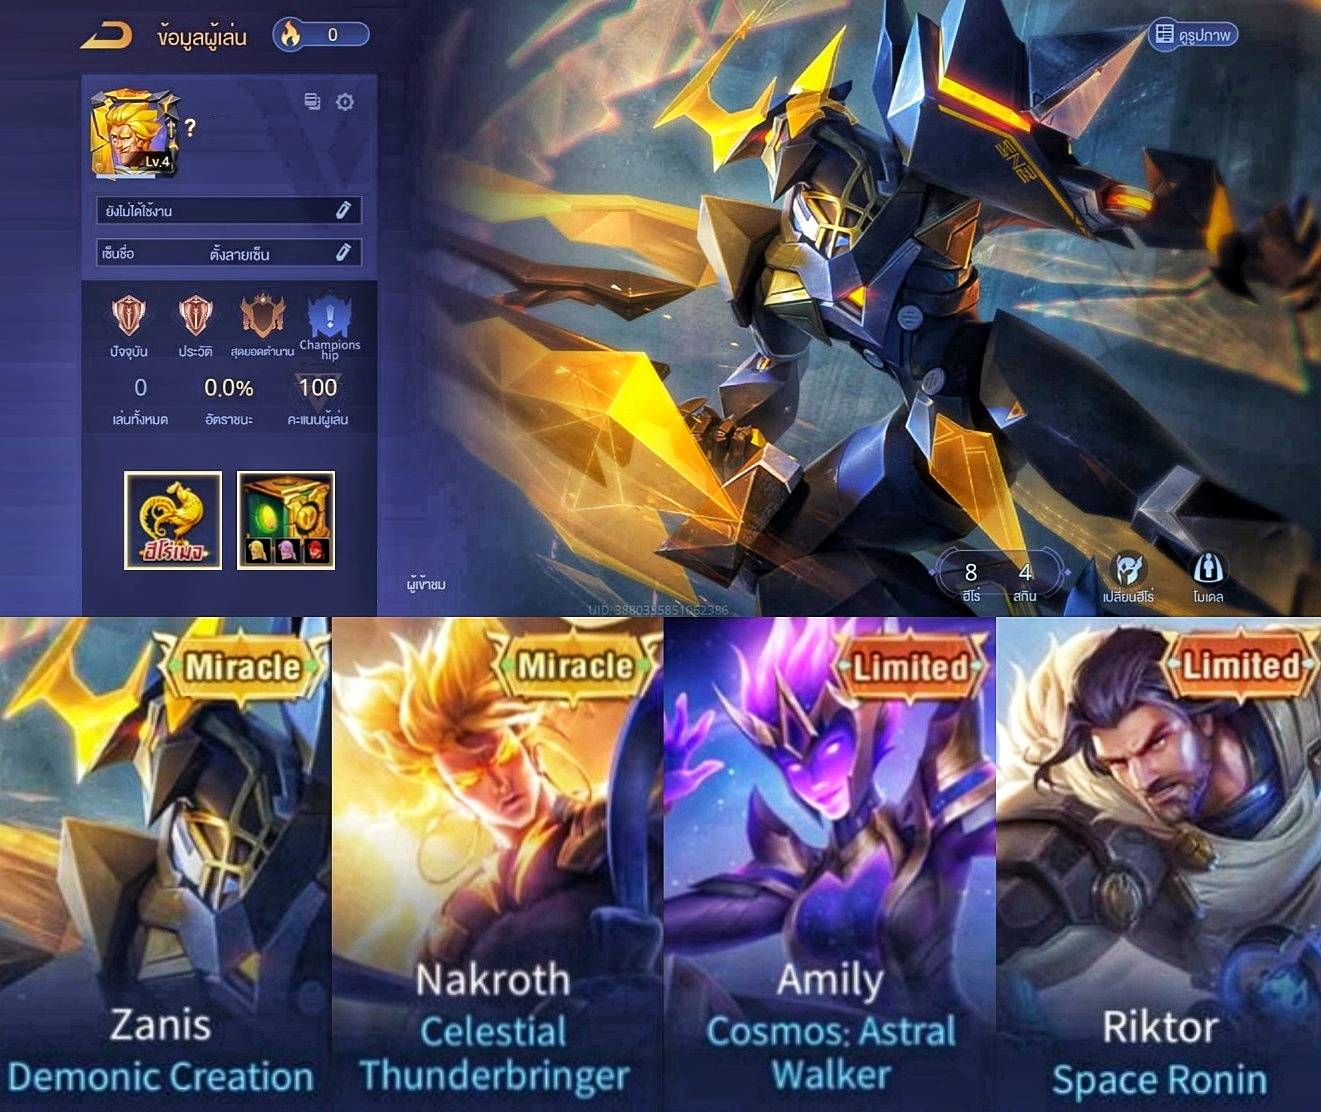 ข้อมูลผู้เล่น
0
ดูรูปภาพ
?
Lv.4
ยังไม่ได้ใช้งาน
เซ็นชื่อ ตั้งลายเซ็น
ปัจจุบัน ประวัติ สุดยอดตำนาน Champions
hip
0 0.0% 100
เล่นทั้งหมด อัตราชนะ คะแนนผู้เล่น
ฮีโร่เมจ
ผู้เข้าชม
8 4
ฮีโร่ สกิน เปลี่ยนฮีโร่ โมเดล
UID: 3880355851062386
Miracle
Zanis
Demonic Creation
Miracle
Nakroth
Celestial
Thunderbringer
Limited
Amily
Cosmos: Astral
Walker
Limited
Riktor
Space Ronin